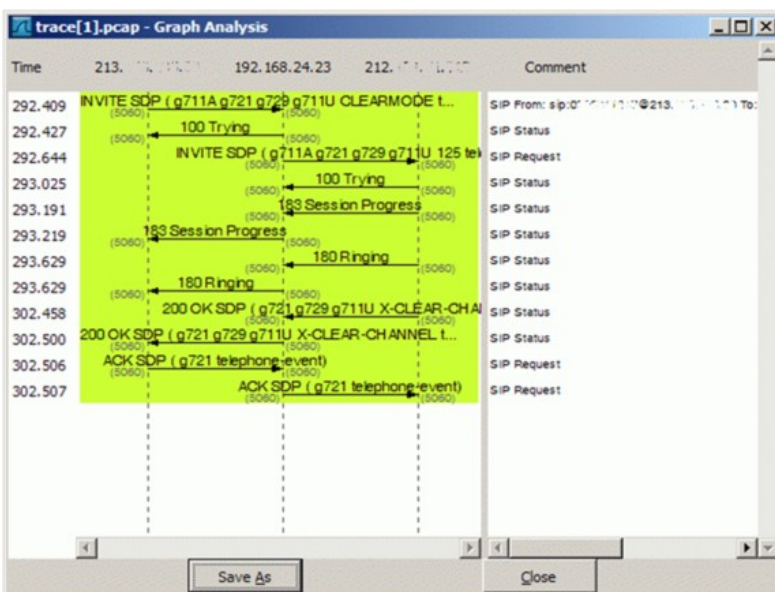 trace[1].pcap - Graph Analysis
Time 213. 192.168.24.23 212. Comment
292.409 INVITE SDP ( g711A g721 g729 g711U CLEARMODE t... SIP From: sip:0 @213. To:
(5060) (5060)
292.427 100 Trying SIP Status
(5060) (5060)
292.644 INVITE SDP ( g711A g721 g729 g711U 125 tel SIP Request
(5060) (5060)
293.025 100 Trying SIP Status
(5060) (5060)
293.191 183 Session Progress SIP Status
(5060) (5060)
293.219 183 Session Progress SIP Status
(5060) (5060)
293.629 180 Ringing SIP Status
(5060) (5060)
293.629 180 Ringing SIP Status
(5060) (5060)
302.458 200 OK SDP ( g721 g729 g711U X-CLEAR-CHA SIP Status
(5060) (5060)
302.500 200 OK SDP ( g721 g729 g711U X-CLEAR-CHANNEL t... SIP Status
(5060) (5060)
302.506 ACK SDP ( g721 telephone-event) SIP Request
(5060) (5060)
302.507 ACK SDP ( g721 telephone-event) SIP Request
(5060) (5060)
Save As Close